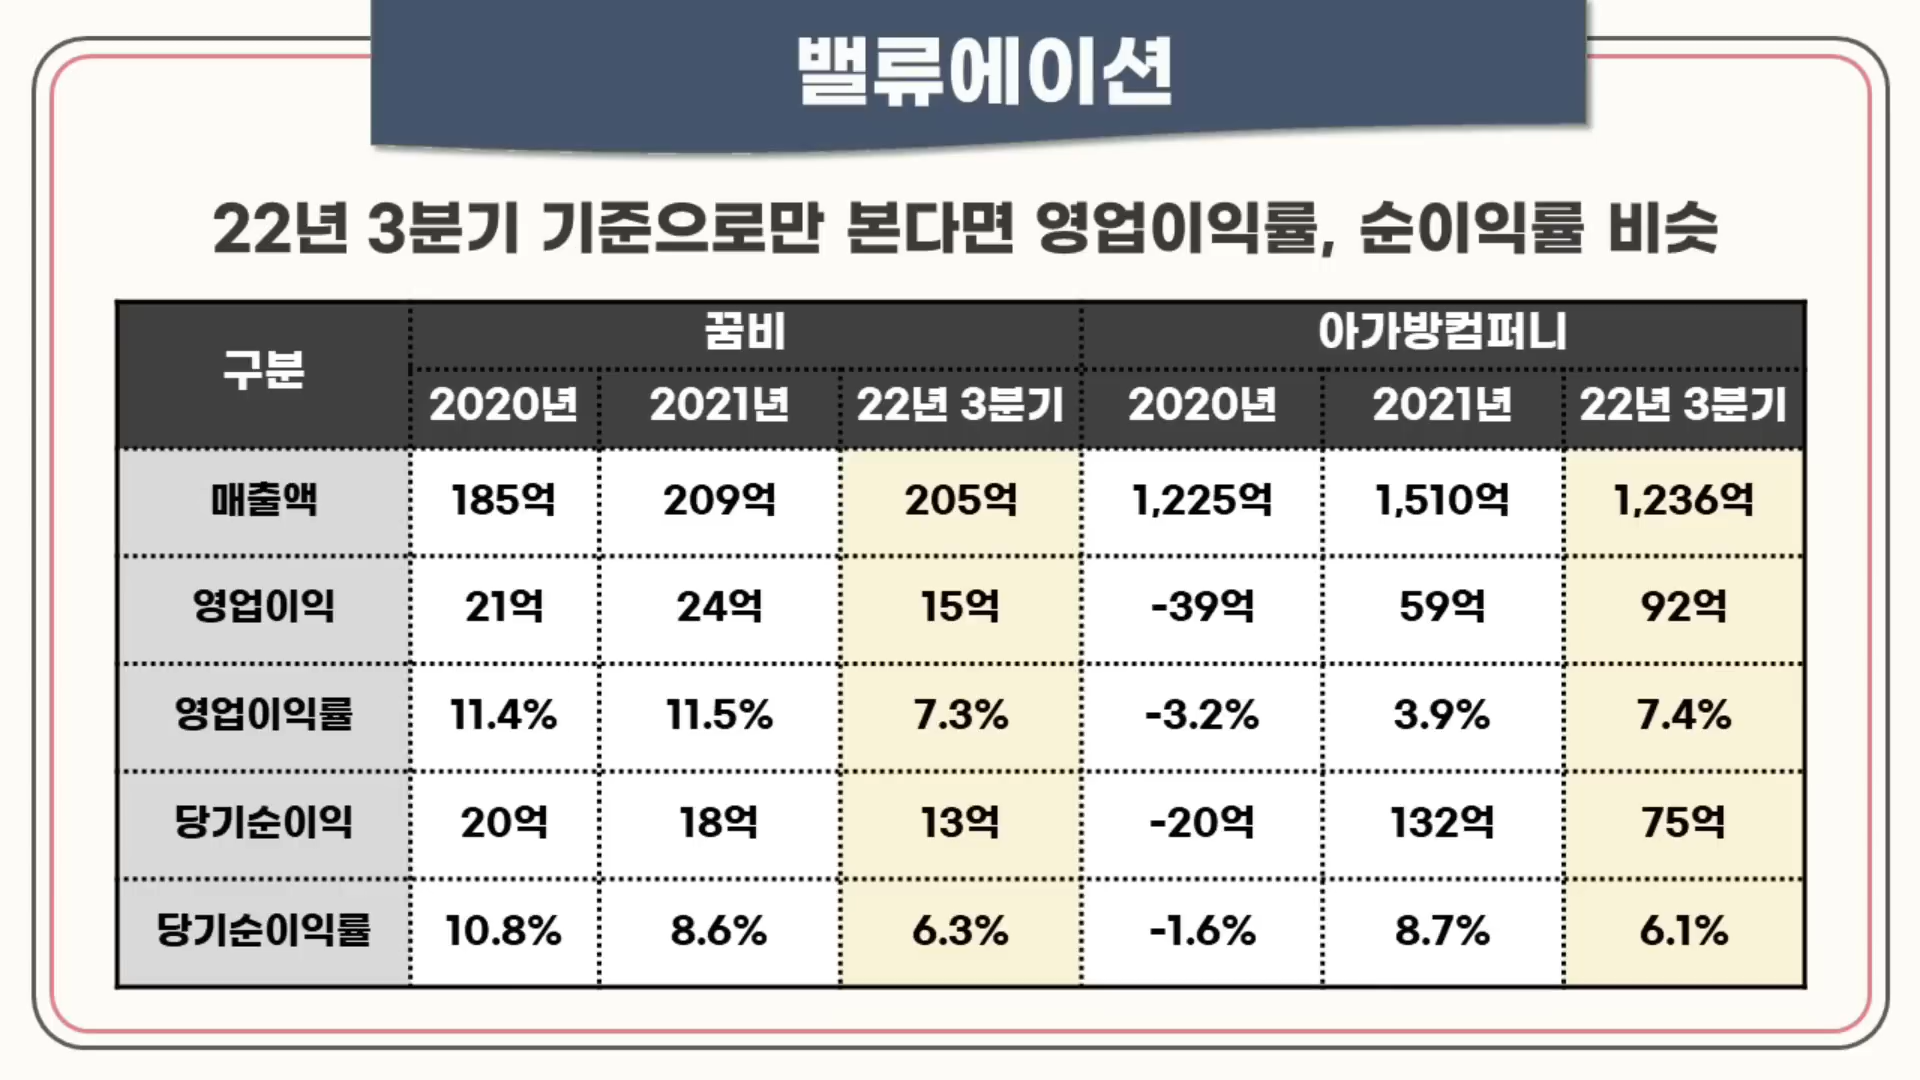 밸류에이션
22년 3분기 기준으로만 본다면 영업이익률, 순이익률 비슷
구분 꿈비 아가방컴퍼니
2020년 2021년 22년 3분기 2020년 2021년 22년 3분기
매출액 185억 209억 205억 1,225억 1,510억 1,236억
영업이익 21억 24억 15억 -39억 59억 92억
영업이익률 11.4% 11.5% 7.3% -3.2% 3.9% 7.4%
당기순이익 20억 18억 13억 -20억 132억 75억
당기순이익률 10.8% 8.6% 6.3% -1.6% 8.7% 6.1%